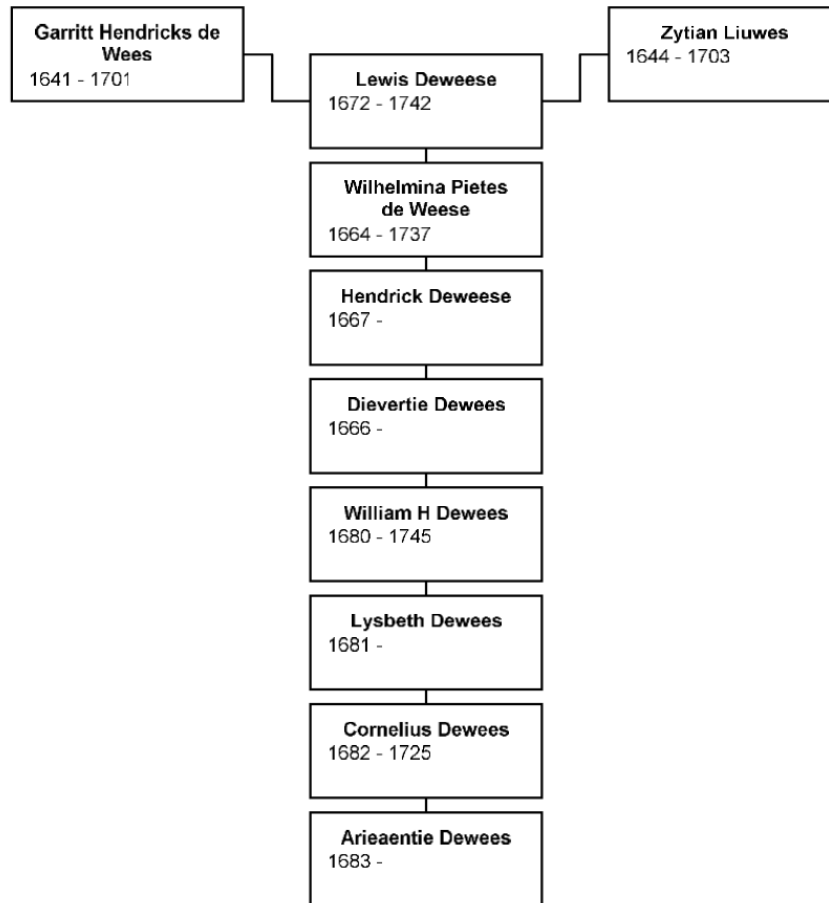 Garritt Hendricks de
Wees
1641 - 1701
Zytian Liuwes
1644 - 1703
Lewis Deweese
1672 - 1742
Wilhelmina Pietes
de Weese
1664 - 1737
Hendrick Deweese
1667 -
Dievertie Dewees
1666 -
William H Dewees
1680 - 1745
Lysbeth Dewees
1681 -
Cornelius Dewees
1682 - 1725
Arieaentie Dewees
1683 -